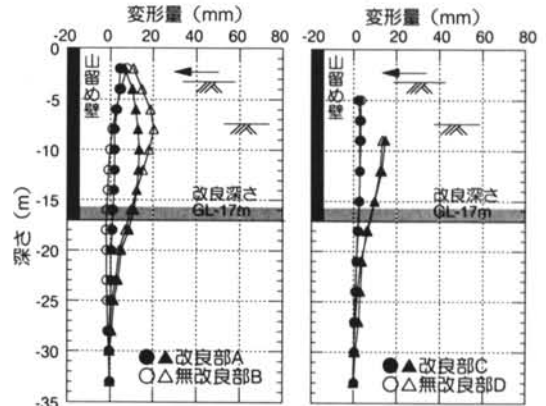 変形量（mm）
-20 0 20 40 60 80
0
-5
-10
-15
-20
-25
-30
-35
深さ（m）
山留め壁
改良深さ
GL-17m
●▲改良部A
○△無改良部B
変形量（mm）
-20 0 20 40 60 80
山留め壁
改良深さ
GL-17m
●▲改良部C
○△無改良部D